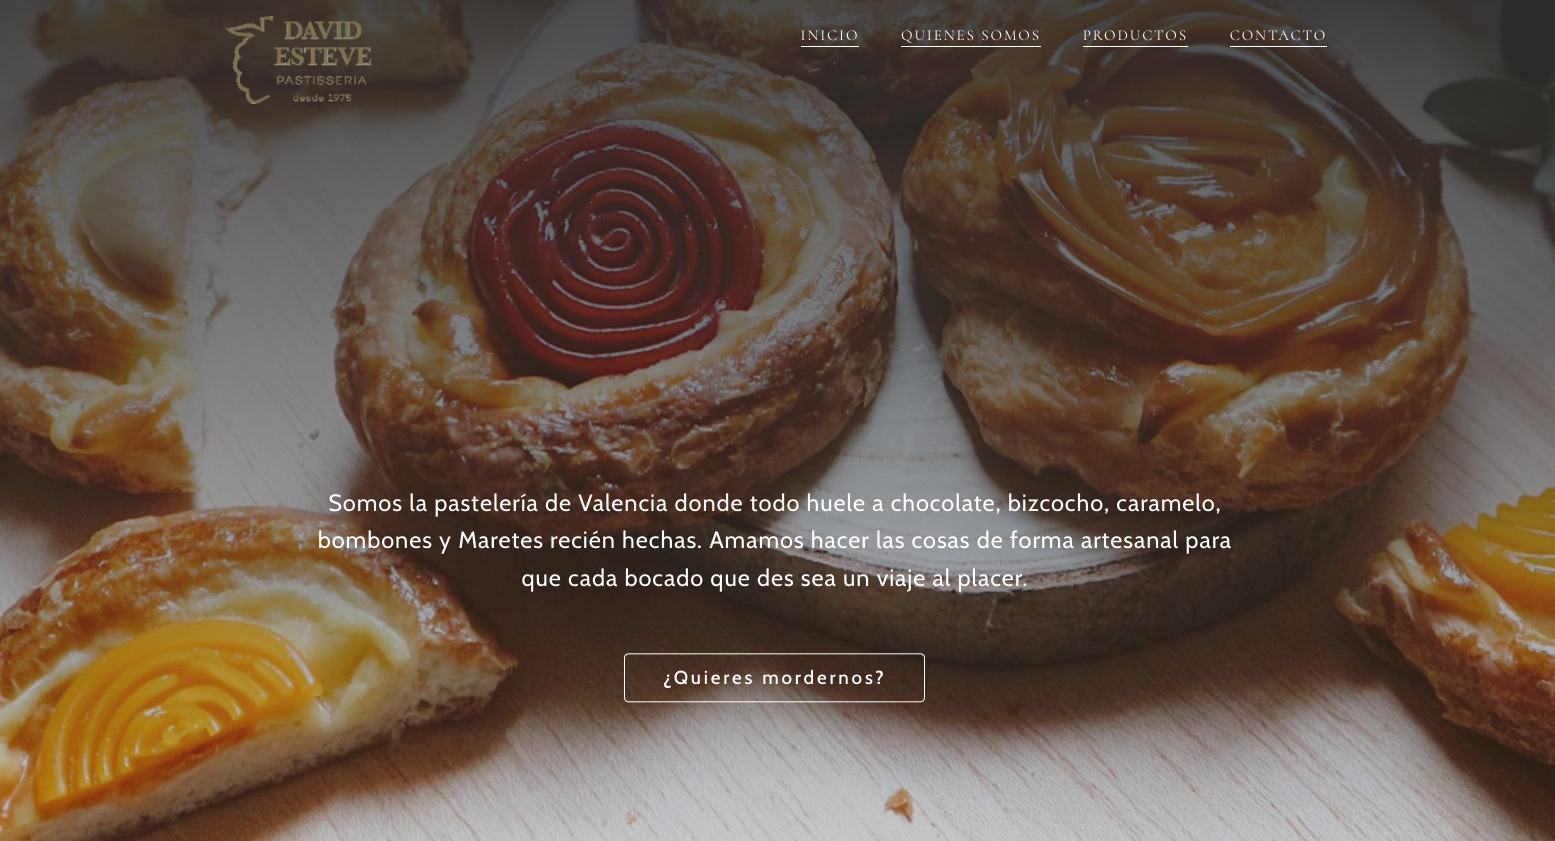 DAVID
ESTEVE
PASTISSERIA
desde 1975
INICIO QUIENES SOMOS PRODUCTOS CONTACTO
Somos la pastelería de Valencia donde todo huele a chocolate, bizcocho, caramelo,
bombones y Maretes recién hechas. Amamos hacer las cosas de forma artesanal para
que cada bocado que des sea un viaje al placer.
¿Quieres mordernos?